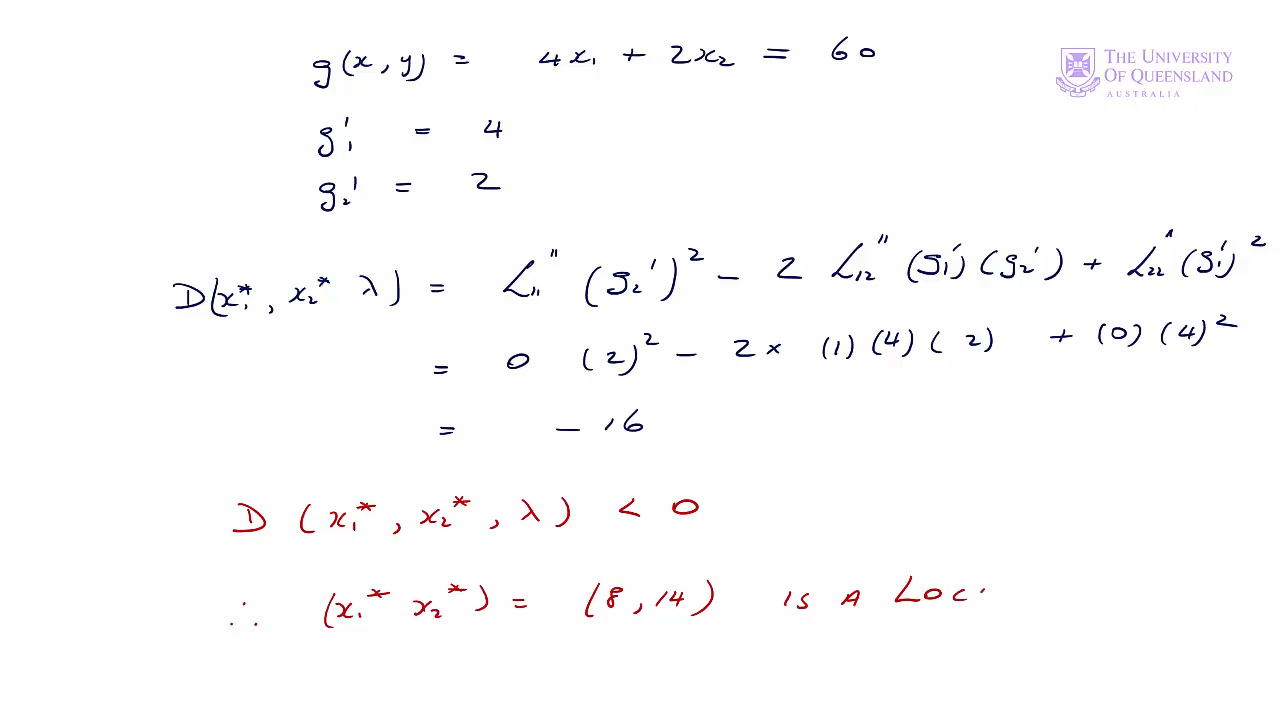 g(x, y) = 4x₁ + 2x₂ = 60
THE UNIVERSITY
OF QUEENSLAND
AUSTRALIA
g₁' = 4
g₂' = 2
D(x₁*, x₂* λ) = L₁₁'' (g₂')² − 2 L₁₂'' (g₁') (g₂') + L₂₂'' (g₁')²
= 0 (2)² − 2 × (1) (4) (2) + (0) (4)²
= − 16
D (x₁*, x₂*, λ) < 0
∴ (x₁* x₂*) = (8, 14) IS A LOC